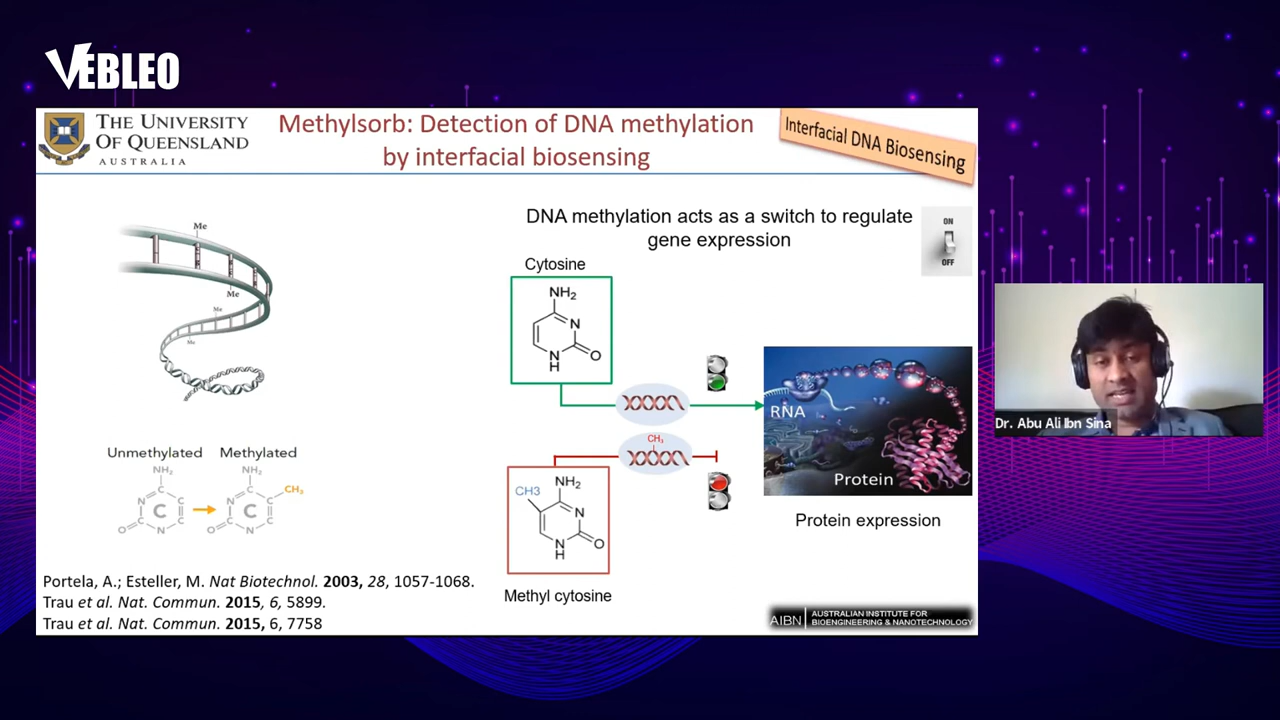 VEBLEO
THE UNIVERSITY
OF QUEENSLAND
AUSTRALIA
Methylsorb: Detection of DNA methylation
by interfacial biosensing
Interfacial DNA Biosensing
DNA methylation acts as a switch to regulate
gene expression
ON
OFF
Me
Me
Me
Me
Cytosine
NH2
N
N
H
O
RNA
Protein
Protein expression
CH3
CH3
NH2
N
N
H
O
Methyl cytosine
Unmethylated
Methylated
NH2
N
C
C
C
O
N
NH2
CH3
N
C
C
C
O
N
Portela, A.; Esteller, M. Nat Biotechnol. 2003, 28, 1057-1068.
Trau et al. Nat. Commun. 2015, 6, 5899.
Trau et al. Nat. Commun. 2015, 6, 7758
AIBN
AUSTRALIAN INSTITUTE FOR
BIOENGINEERING & NANOTECHNOLOGY
Dr. Abu Ali Ibn Sina